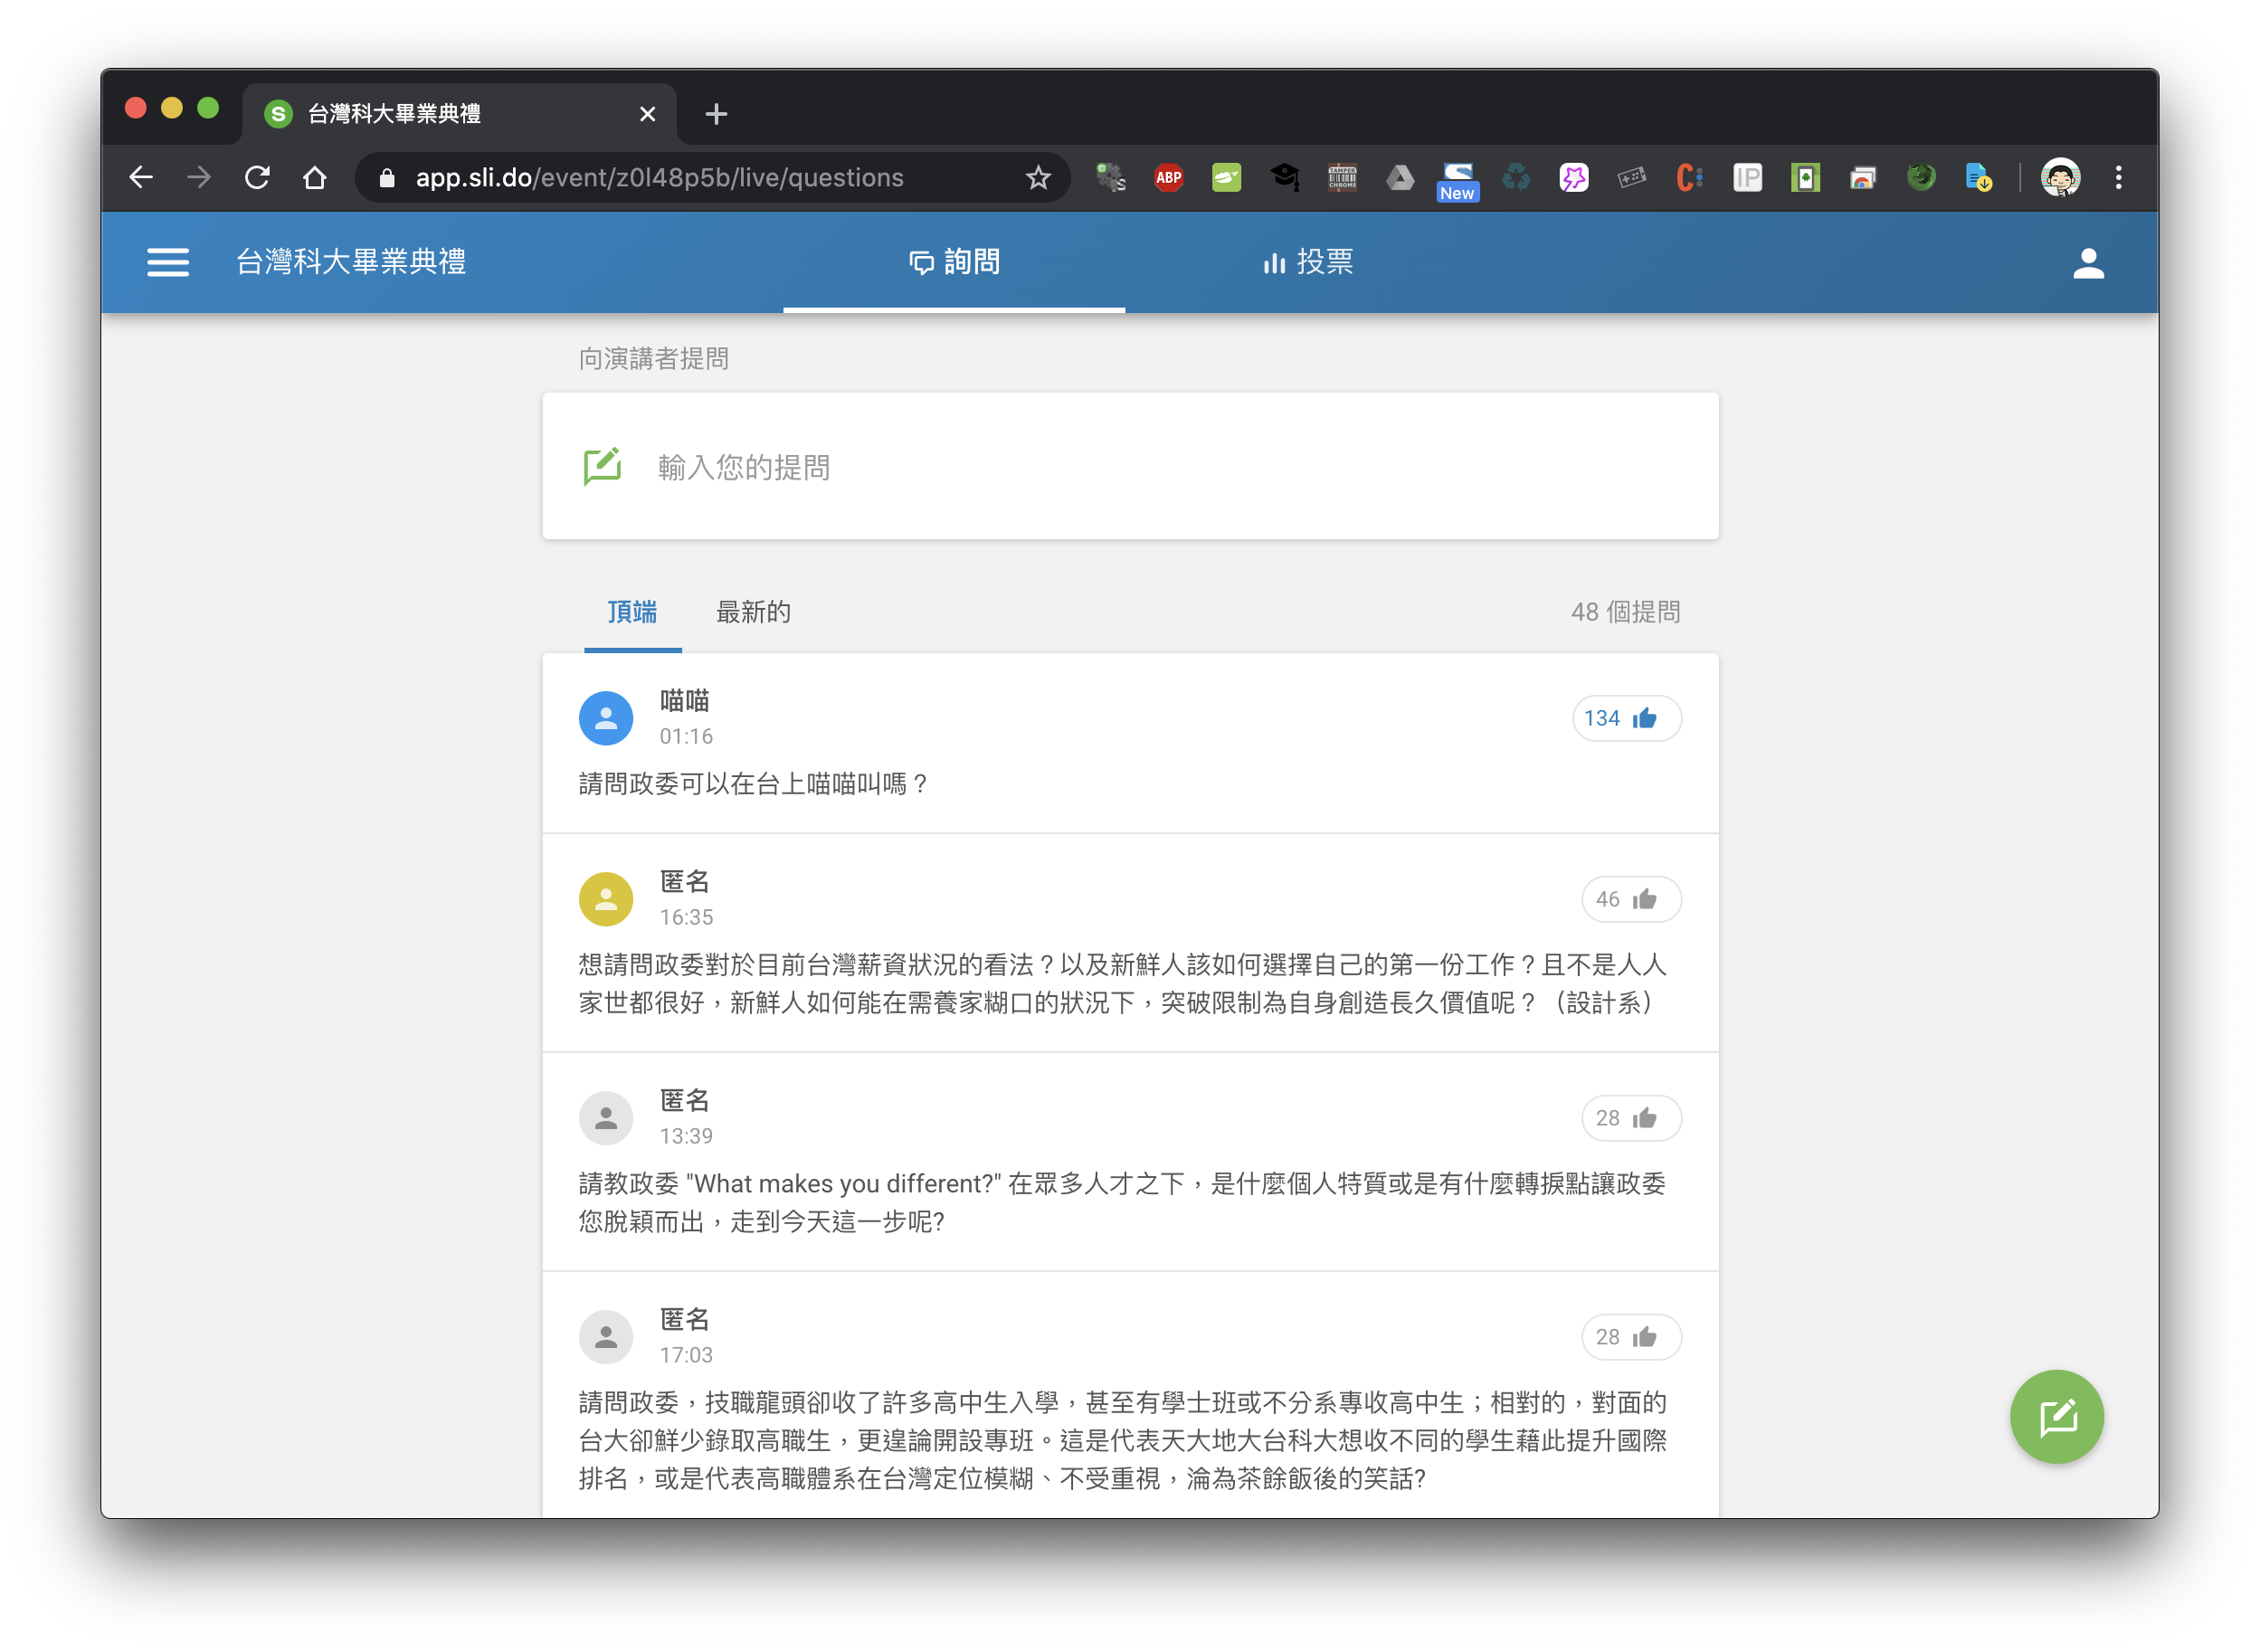 S 台灣科大畢業典禮
app.sli.do/event/z0l48p5b/live/questions
ABP
TAMPER
CHROME
New
IP
台灣科大畢業典禮
詢問
投票
向演講者提問
輸入您的提問
頂端 最新的 48 個提問
喵喵
01:16
134
請問政委可以在台上喵喵叫嗎？
匿名
16:35
46
想請問政委對於目前台灣薪資狀況的看法？以及新鮮人該如何選擇自己的第一份工作？且不是人人
家世都很好，新鮮人如何能在需養家糊口的狀況下，突破限制為自身創造長久價值呢？（設計系）
匿名
13:39
28
請教政委 "What makes you different?" 在眾多人才之下，是什麼個人特質或是有什麼轉捩點讓政委
您脫穎而出，走到今天這一步呢?
匿名
17:03
28
請問政委，技職龍頭卻收了許多高中生入學，甚至有學士班或不分系專收高中生；相對的，對面的
台大卻鮮少錄取高職生，更遑論開設專班。這是代表天大地大台科大想收不同的學生藉此提升國際
排名，或是代表高職體系在台灣定位模糊、不受重視，淪為茶餘飯後的笑話?